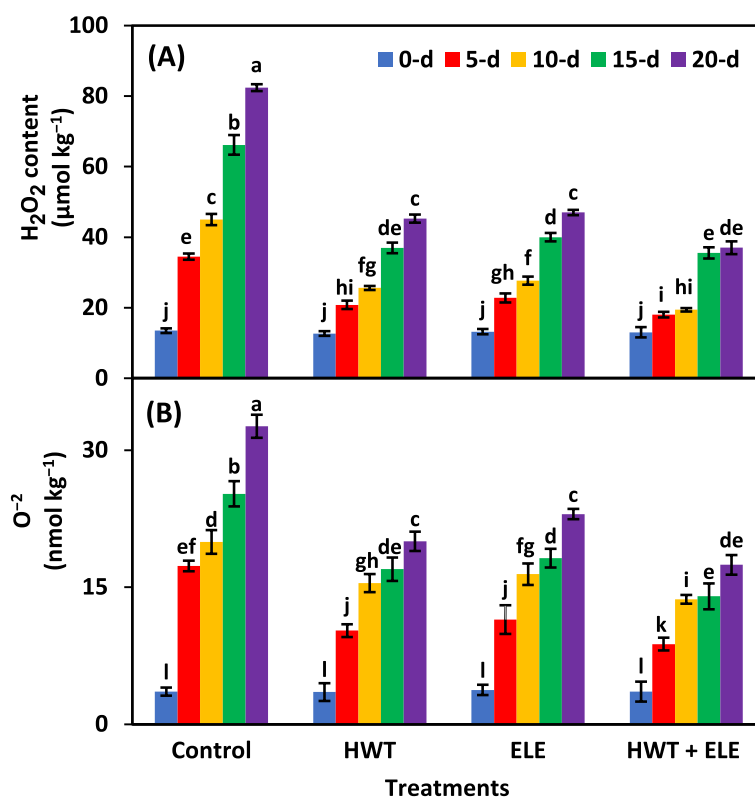 100
(A)
0-d 5-d 10-d 15-d 20-d
a
80
b
60
c
c
c
e
d
de
e
de
40
f
fg
gh
hi
hi
i
20
j
j
j
j
0
H₂O₂ content
(µmol kg⁻¹)
(B)
a
30
b
c
d
c
ef
de
d
de
fg
gh
e
i
15
j
j
k
l
l
l
l
0
O⁻²
(nmol kg⁻¹)
Control HWT ELE HWT + ELE
Treatments